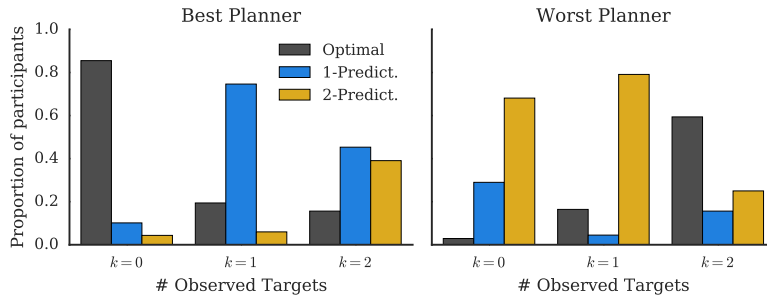 Best Planner
Worst Planner
Proportion of participants
1.0
0.8
0.6
0.4
0.2
0.0
Optimal
1-Predict.
2-Predict.
k = 0
k = 1
k = 2
k = 0
k = 1
k = 2
# Observed Targets
# Observed Targets